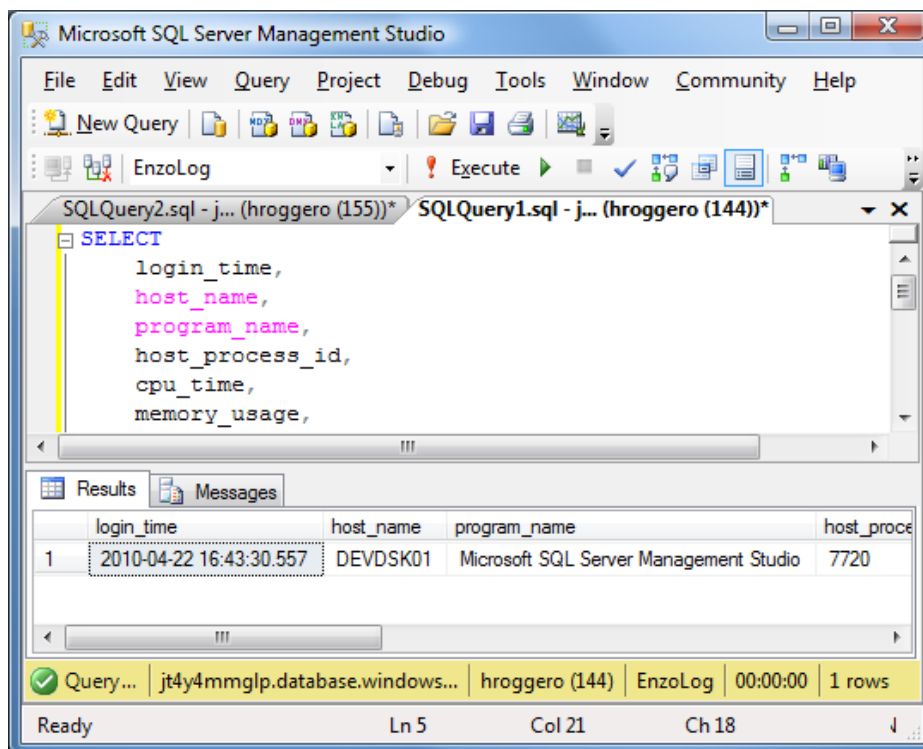 Microsoft SQL Server Management Studio
File Edit View Query Project Debug Tools Window Community Help
New Query
EnzoLog Execute
SQLQuery2.sql - j... (hroggero (155))* SQLQuery1.sql - j... (hroggero (144))*
SELECT
login_time,
host_name,
program_name,
host_process_id,
cpu_time,
memory_usage,
Results Messages
login_time host_name program_name host_proce
1 2010-04-22 16:43:30.557 DEVDSK01 Microsoft SQL Server Management Studio 7720
Query... jt4y4mmglp.database.windows... hroggero (144) EnzoLog 00:00:00 1 rows
Ready Ln 5 Col 21 Ch 18